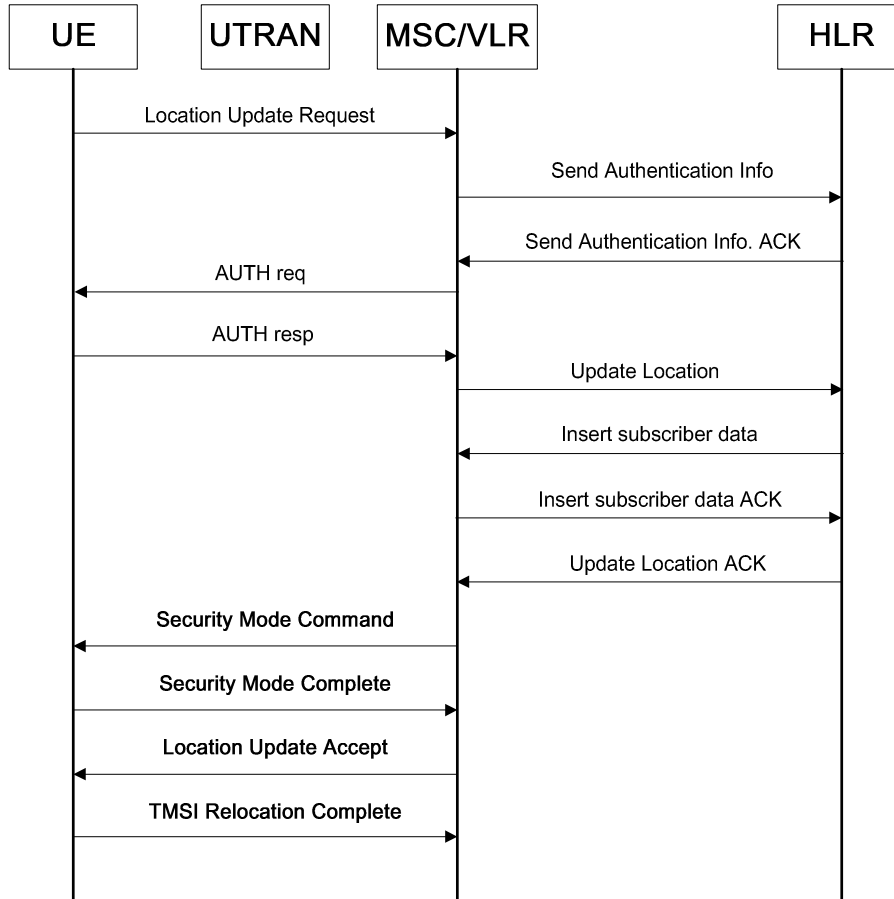 UE
UTRAN
MSC/VLR
HLR
Location Update Request
Send Authentication Info
Send Authentication Info. ACK
AUTH req
AUTH resp
Update Location
Insert subscriber data
Insert subscriber data ACK
Update Location ACK
Security Mode Command
Security Mode Complete
Location Update Accept
TMSI Relocation Complete